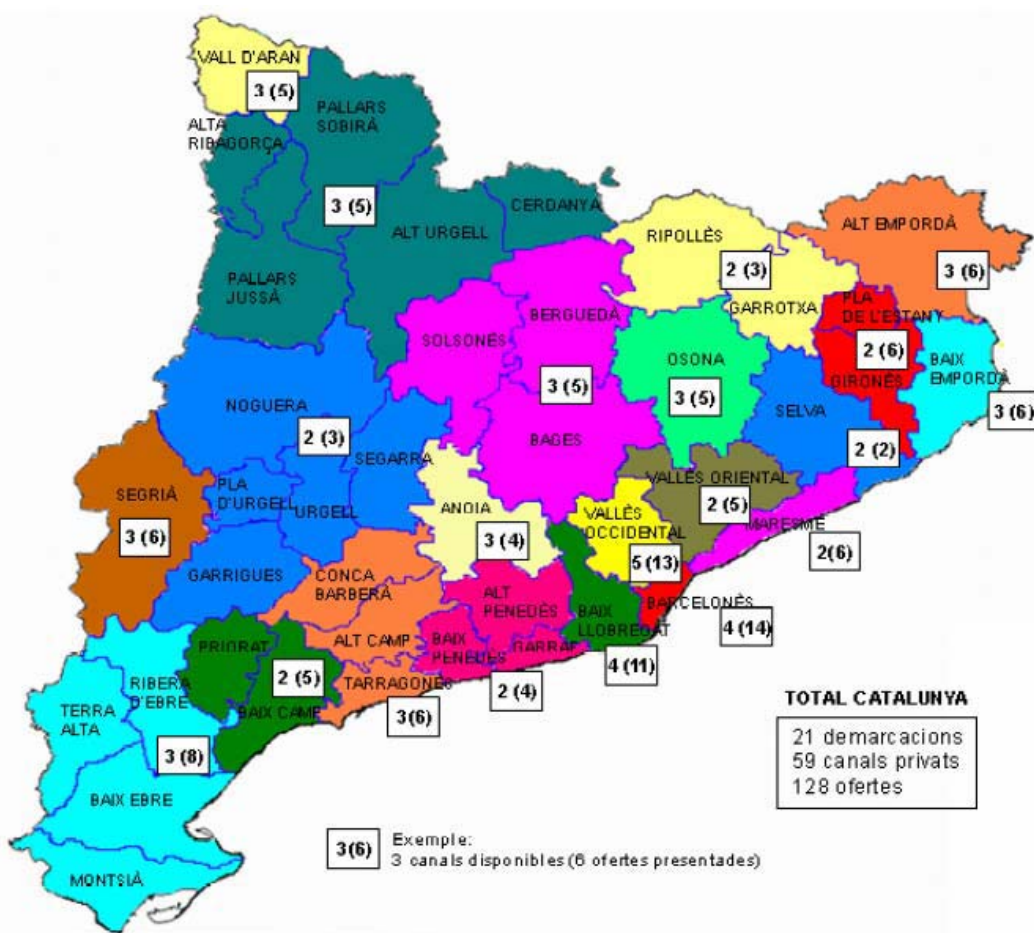 VALL D'ARAN
3 (5)
PALLARS
SOBIRÀ
ALTA
RIBAGORÇA
3 (5)
CERDANYA
ALT URGELL
PALLARS
JUSSÀ
RIPOLLÈS
2 (3)
GARROTXA
ALT EMPORDÀ
3 (6)
PLA
DE L'ESTANY
2 (6)
GIRONÈS
BAIX
EMPORDÀ
3 (6)
BERGUEDÀ
SOLSONÈS
3 (5)
BAGES
OSONA
3 (5)
SELVA
2 (2)
NOGUERA
2 (3)
SEGARRA
PLA
D'URGELL
URGELL
GARRIGUES
SEGRIÀ
3 (6)
ANOIA
3 (4)
VALLÈS ORIENTAL
2 (5)
VALLÈS
OCCIDENTAL
5 (13)
MARESME
2(6)
BARCELONÈS
4 (14)
BAIX
LLOBREGAT
4 (11)
CONCA
BARBERÀ
ALT CAMP
TARRAGONÈS
3(6)
ALT
PENEDÈS
BAIX
PENEDÈS
GARRAF
2 (4)
PRIORAT
2 (5)
BAIX CAMP
RIBERA
D'EBRE
TERRA
ALTA
3 (8)
BAIX EBRE
MONTSIÀ
TOTAL CATALUNYA
21 demarcacions
59 canals privats
128 ofertes
3(6)
Exemple:
3 canals disponibles (6 ofertes presentades)